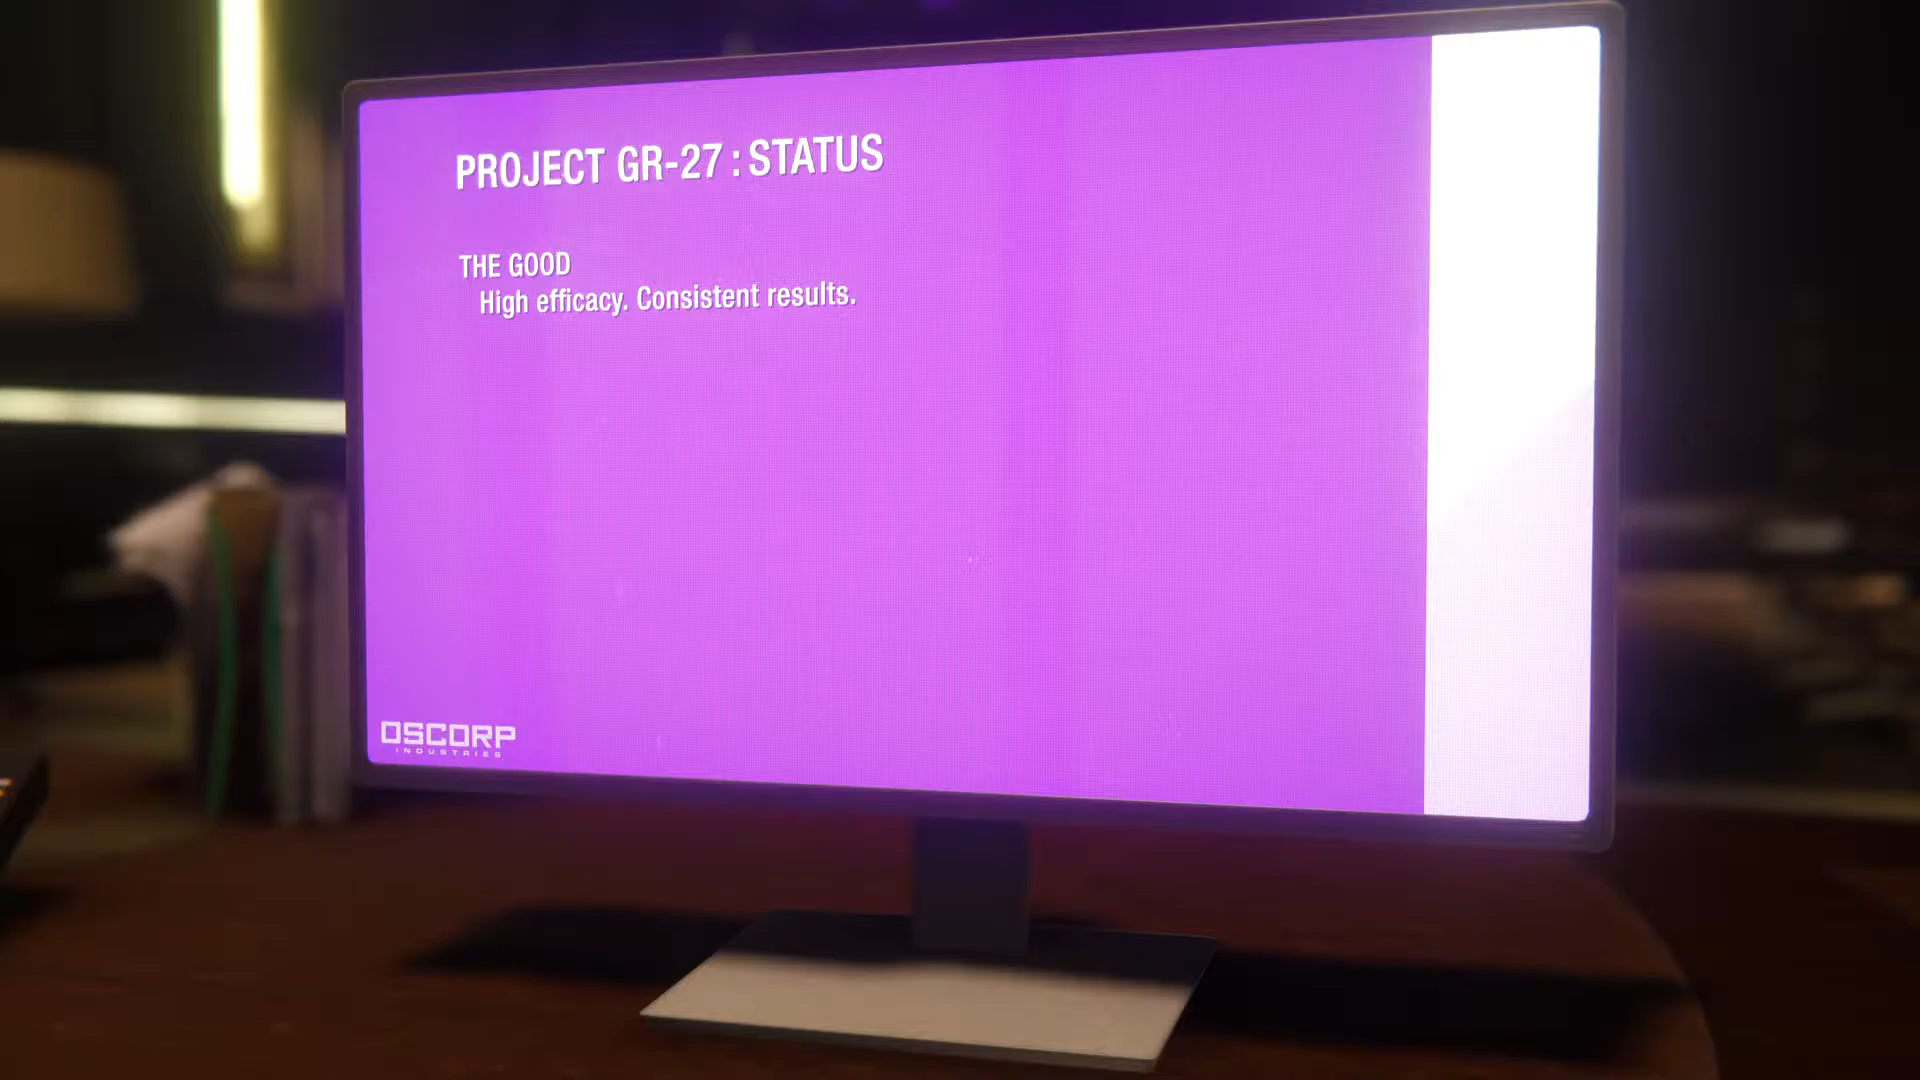 PROJECT GR-27 : STATUS
THE GOOD
High efficacy. Consistent results.
OSCORP
INDUSTRIES